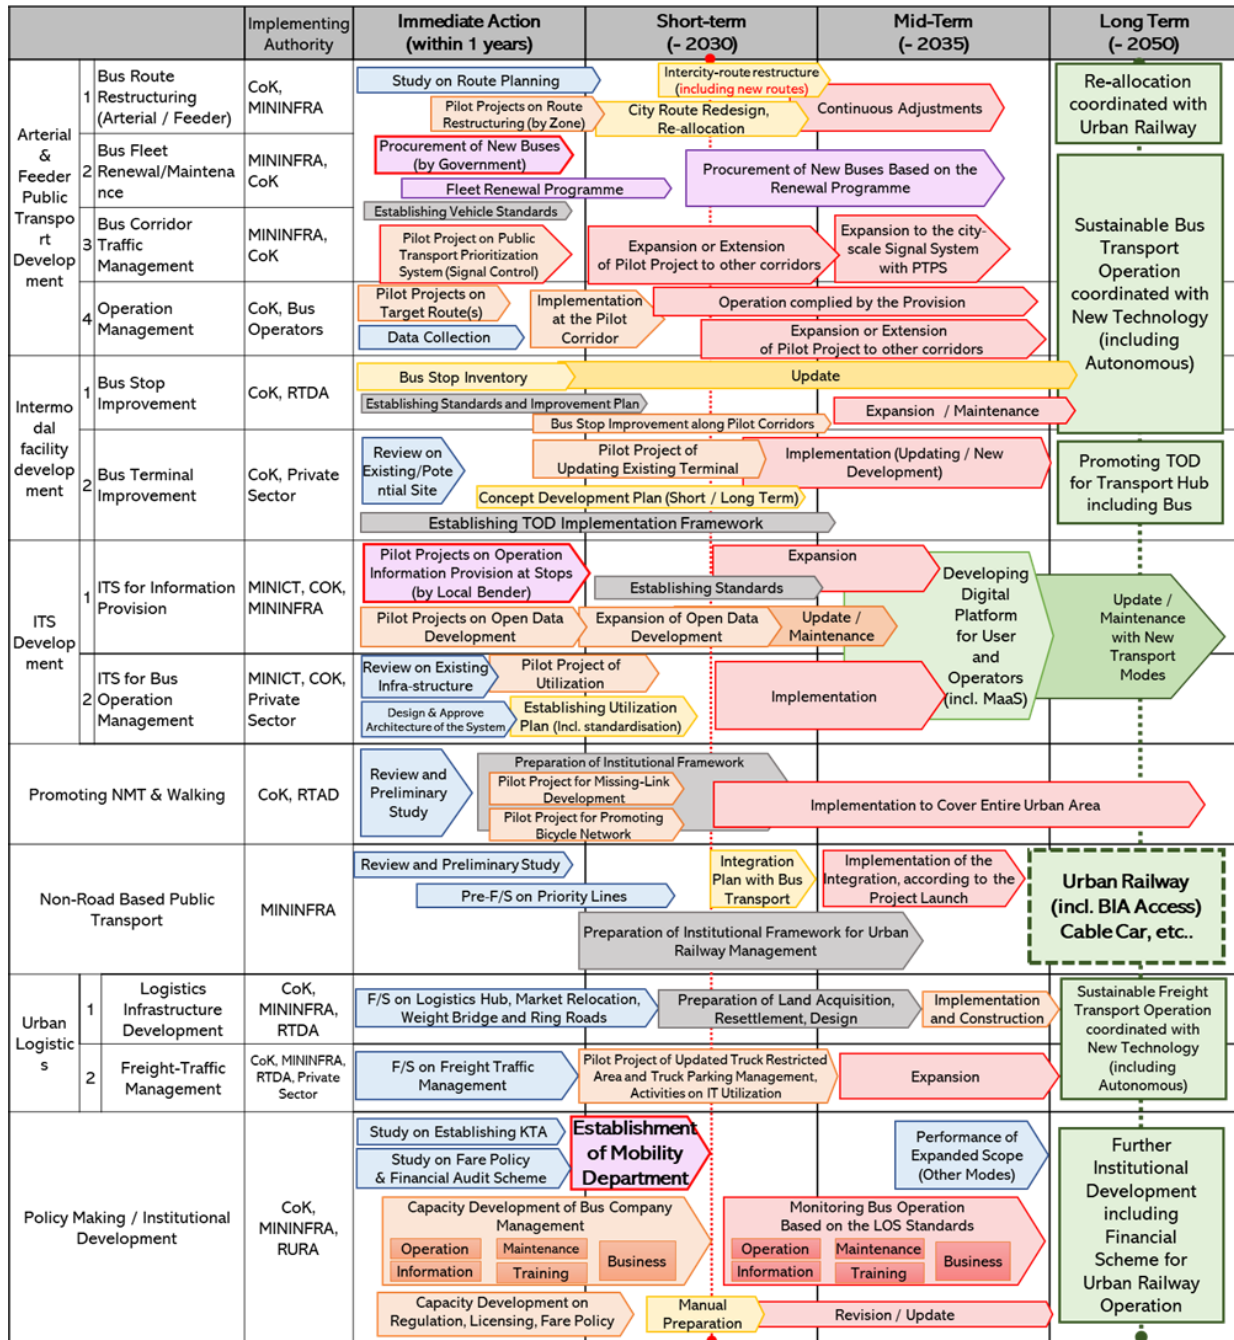 Implementing
Authority
Immediate Action
(within 1 years)
Short-term
(- 2030)
Mid-Term
(- 2035)
Long Term
(- 2050)
Arterial
&
Feeder
Public
Transpo
rt
Develop
ment
1
Bus Route
Restructuring
(Arterial / Feeder)
CoK,
MININFRA
Study on Route Planning
Pilot Projects on Route
Restructuring (by Zone)
Intercity-route restructure
(including new routes)
City Route Redesign,
Re-allocation
Continuous Adjustments
Re-allocation
coordinated with
Urban Railway
2
Bus Fleet
Renewal/Maintena
nce
MININFRA,
CoK
Procurement of New Buses
(by Government)
Fleet Renewal Programme
Establishing Vehicle Standards
Procurement of New Buses Based on the
Renewal Programme
3
Bus Corridor
Traffic
Management
MININFRA,
CoK
Pilot Project on Public
Transport Prioritization
System (Signal Control)
Expansion or Extension
of Pilot Project to other corridors
Expansion to the city-
scale Signal System
with PTPS
Sustainable Bus
Transport
Operation
coordinated with
New Technology
(including
Autonomous)
4
Operation
Management
CoK, Bus
Operators
Pilot Projects on
Target Route(s)
Data Collection
Implementation
at the Pilot
Corridor
Operation complied by the Provision
Expansion or Extension
of Pilot Project to other corridors
Intermo
dal
facility
develop
ment
1
Bus Stop
Improvement
CoK, RTDA
Bus Stop Inventory
Update
Establishing Standards and Improvement Plan
Bus Stop Improvement along Pilot Corridors
Expansion / Maintenance
2
Bus Terminal
Improvement
CoK, Private
Sector
Review on
Existing/Pote
ntial Site
Pilot Project of
Updating Existing Terminal
Implementation (Updating / New
Development)
Concept Development Plan (Short / Long Term)
Establishing TOD Implementation Framework
Promoting TOD
for Transport Hub
including Bus
ITS
Develop
ment
1
ITS for Information
Provision
MINICT, COK,
MININFRA
Pilot Projects on Operation
Information Provision at Stops
(by Local Bender)
Expansion
Establishing Standards
Pilot Projects on Open Data
Development
Expansion of Open Data
Development
Update /
Maintenance
Developing
Digital
Platform
for User
and
Operators
(incl. MaaS)
Update /
Maintenance
with New
Transport
Modes
2
ITS for Bus
Operation
Management
MINICT, COK,
Private
Sector
Review on Existing
Infra-structure
Pilot Project of
Utilization
Design & Approve
Architecture of the System
Establishing Utilization
Plan (Incl. standardisation)
Implementation
Promoting NMT & Walking
CoK, RTAD
Review and
Preliminary
Study
Preparation of Institutional Framework
Pilot Project for Missing-Link
Development
Pilot Project for Promoting
Bicycle Network
Implementation to Cover Entire Urban Area
Non-Road Based Public
Transport
MININFRA
Review and Preliminary Study
Pre-F/S on Priority Lines
Integration
Plan with Bus
Transport
Implementation of the
Integration, according to the
Project Launch
Preparation of Institutional Framework for Urban
Railway Management
Urban Railway
(incl. BIA Access)
Cable Car, etc..
Urban
Logistic
s
1
Logistics
Infrastructure
Development
CoK,
MININFRA,
RTDA
F/S on Logistics Hub, Market Relocation,
Weight Bridge and Ring Roads
Preparation of Land Acquisition,
Resettlement, Design
Implementation
and Construction
Sustainable Freight
Transport Operation
coordinated with
New Technology
(including
Autonomous)
2
Freight-Traffic
Management
CoK, MININFRA,
RTDA, Private
Sector
F/S on Freight Traffic
Management
Pilot Project of Updated Truck Restricted
Area and Truck Parking Management,
Activities on IT Utilization
Expansion
Policy Making / Institutional
Development
CoK,
MININFRA,
RURA
Study on Establishing KTA
Study on Fare Policy
& Financial Audit Scheme
Establishment
of Mobility
Department
Performance of
Expanded Scope
(Other Modes)
Capacity Development of Bus Company
Management
Operation
Maintenance
Business
Information
Training
Monitoring Bus Operation
Based on the LOS Standards
Operation
Maintenance
Business
Information
Training
Capacity Development on
Regulation, Licensing, Fare Policy
Manual
Preparation
Revision / Update
Further
Institutional
Development
including
Financial
Scheme for
Urban Railway
Operation